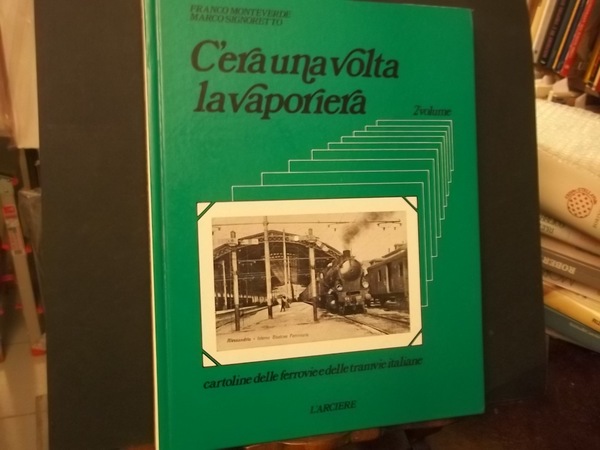 FRANCO MONTEVERDE
MARCO SIGNORETTO
C'era una volta
la vaporiera
2 volume
Alessandria - Interno Stazione Ferroviaria
cartoline delle ferrovie e delle tramvie italiane
L'ARCIERE
ROBER